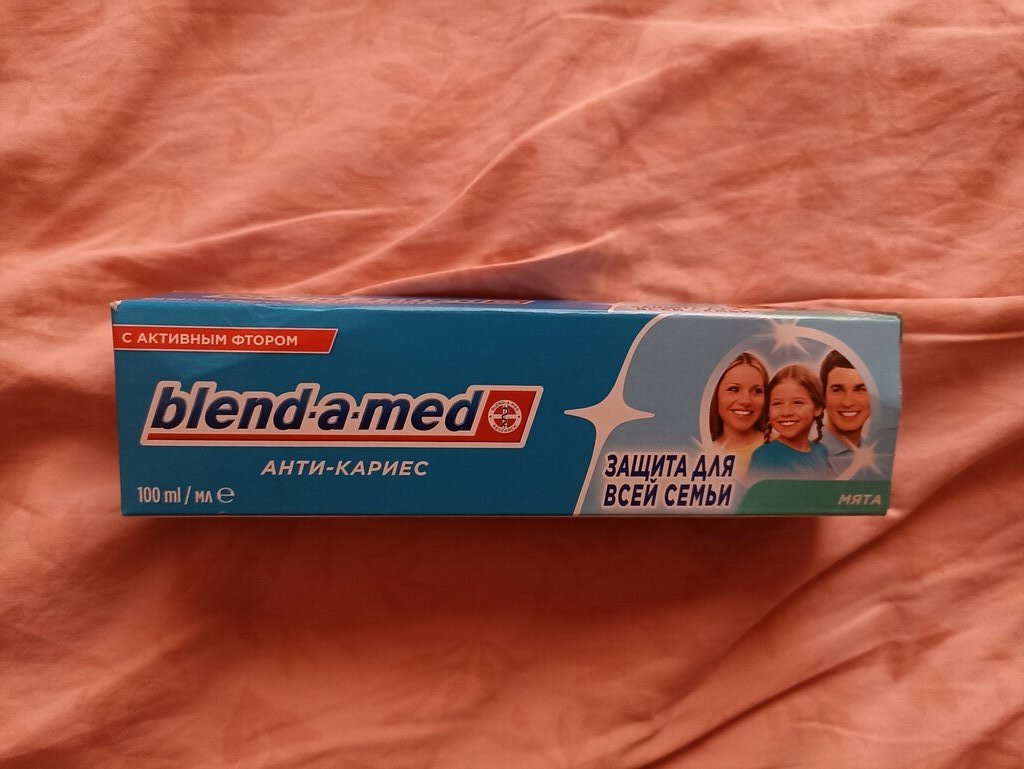 С АКТИВНЫМ ФТОРОМ
blend-a-med
АНТИ-КАРИЕС
100 ml / мл e
ЗАЩИТА ДЛЯ
ВСЕЙ СЕМЬИ
МЯТА